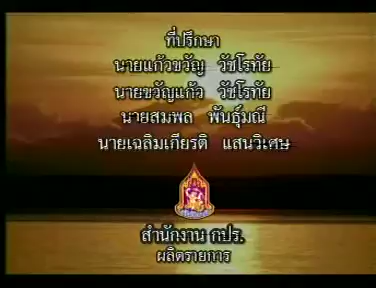 ที่ปรึกษา
นายแก้วขวัญ วัชโรทัย
นายขวัญแก้ว วัชโรทัย
นายสมพล พันธุ์มณี
นายเฉลิมเกียรติ แสนวิเศษ
สำนักงาน กปร.
ผลิตรายการ